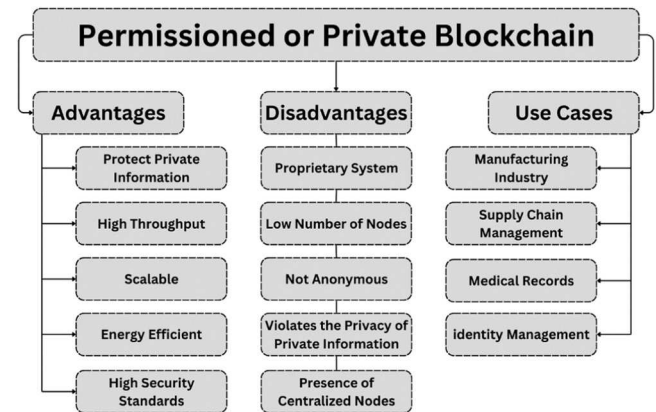 Permissioned or Private Blockchain
Advantages
Protect Private
Information
High Throughput
Scalable
Energy Efficient
High Security
Standards
Disadvantages
Proprietary System
Low Number of Nodes
Not Anonymous
Violates the Privacy of
Private Information
Presence of
Centralized Nodes
Use Cases
Manufacturing
Industry
Supply Chain
Management
Medical Records
identity Management